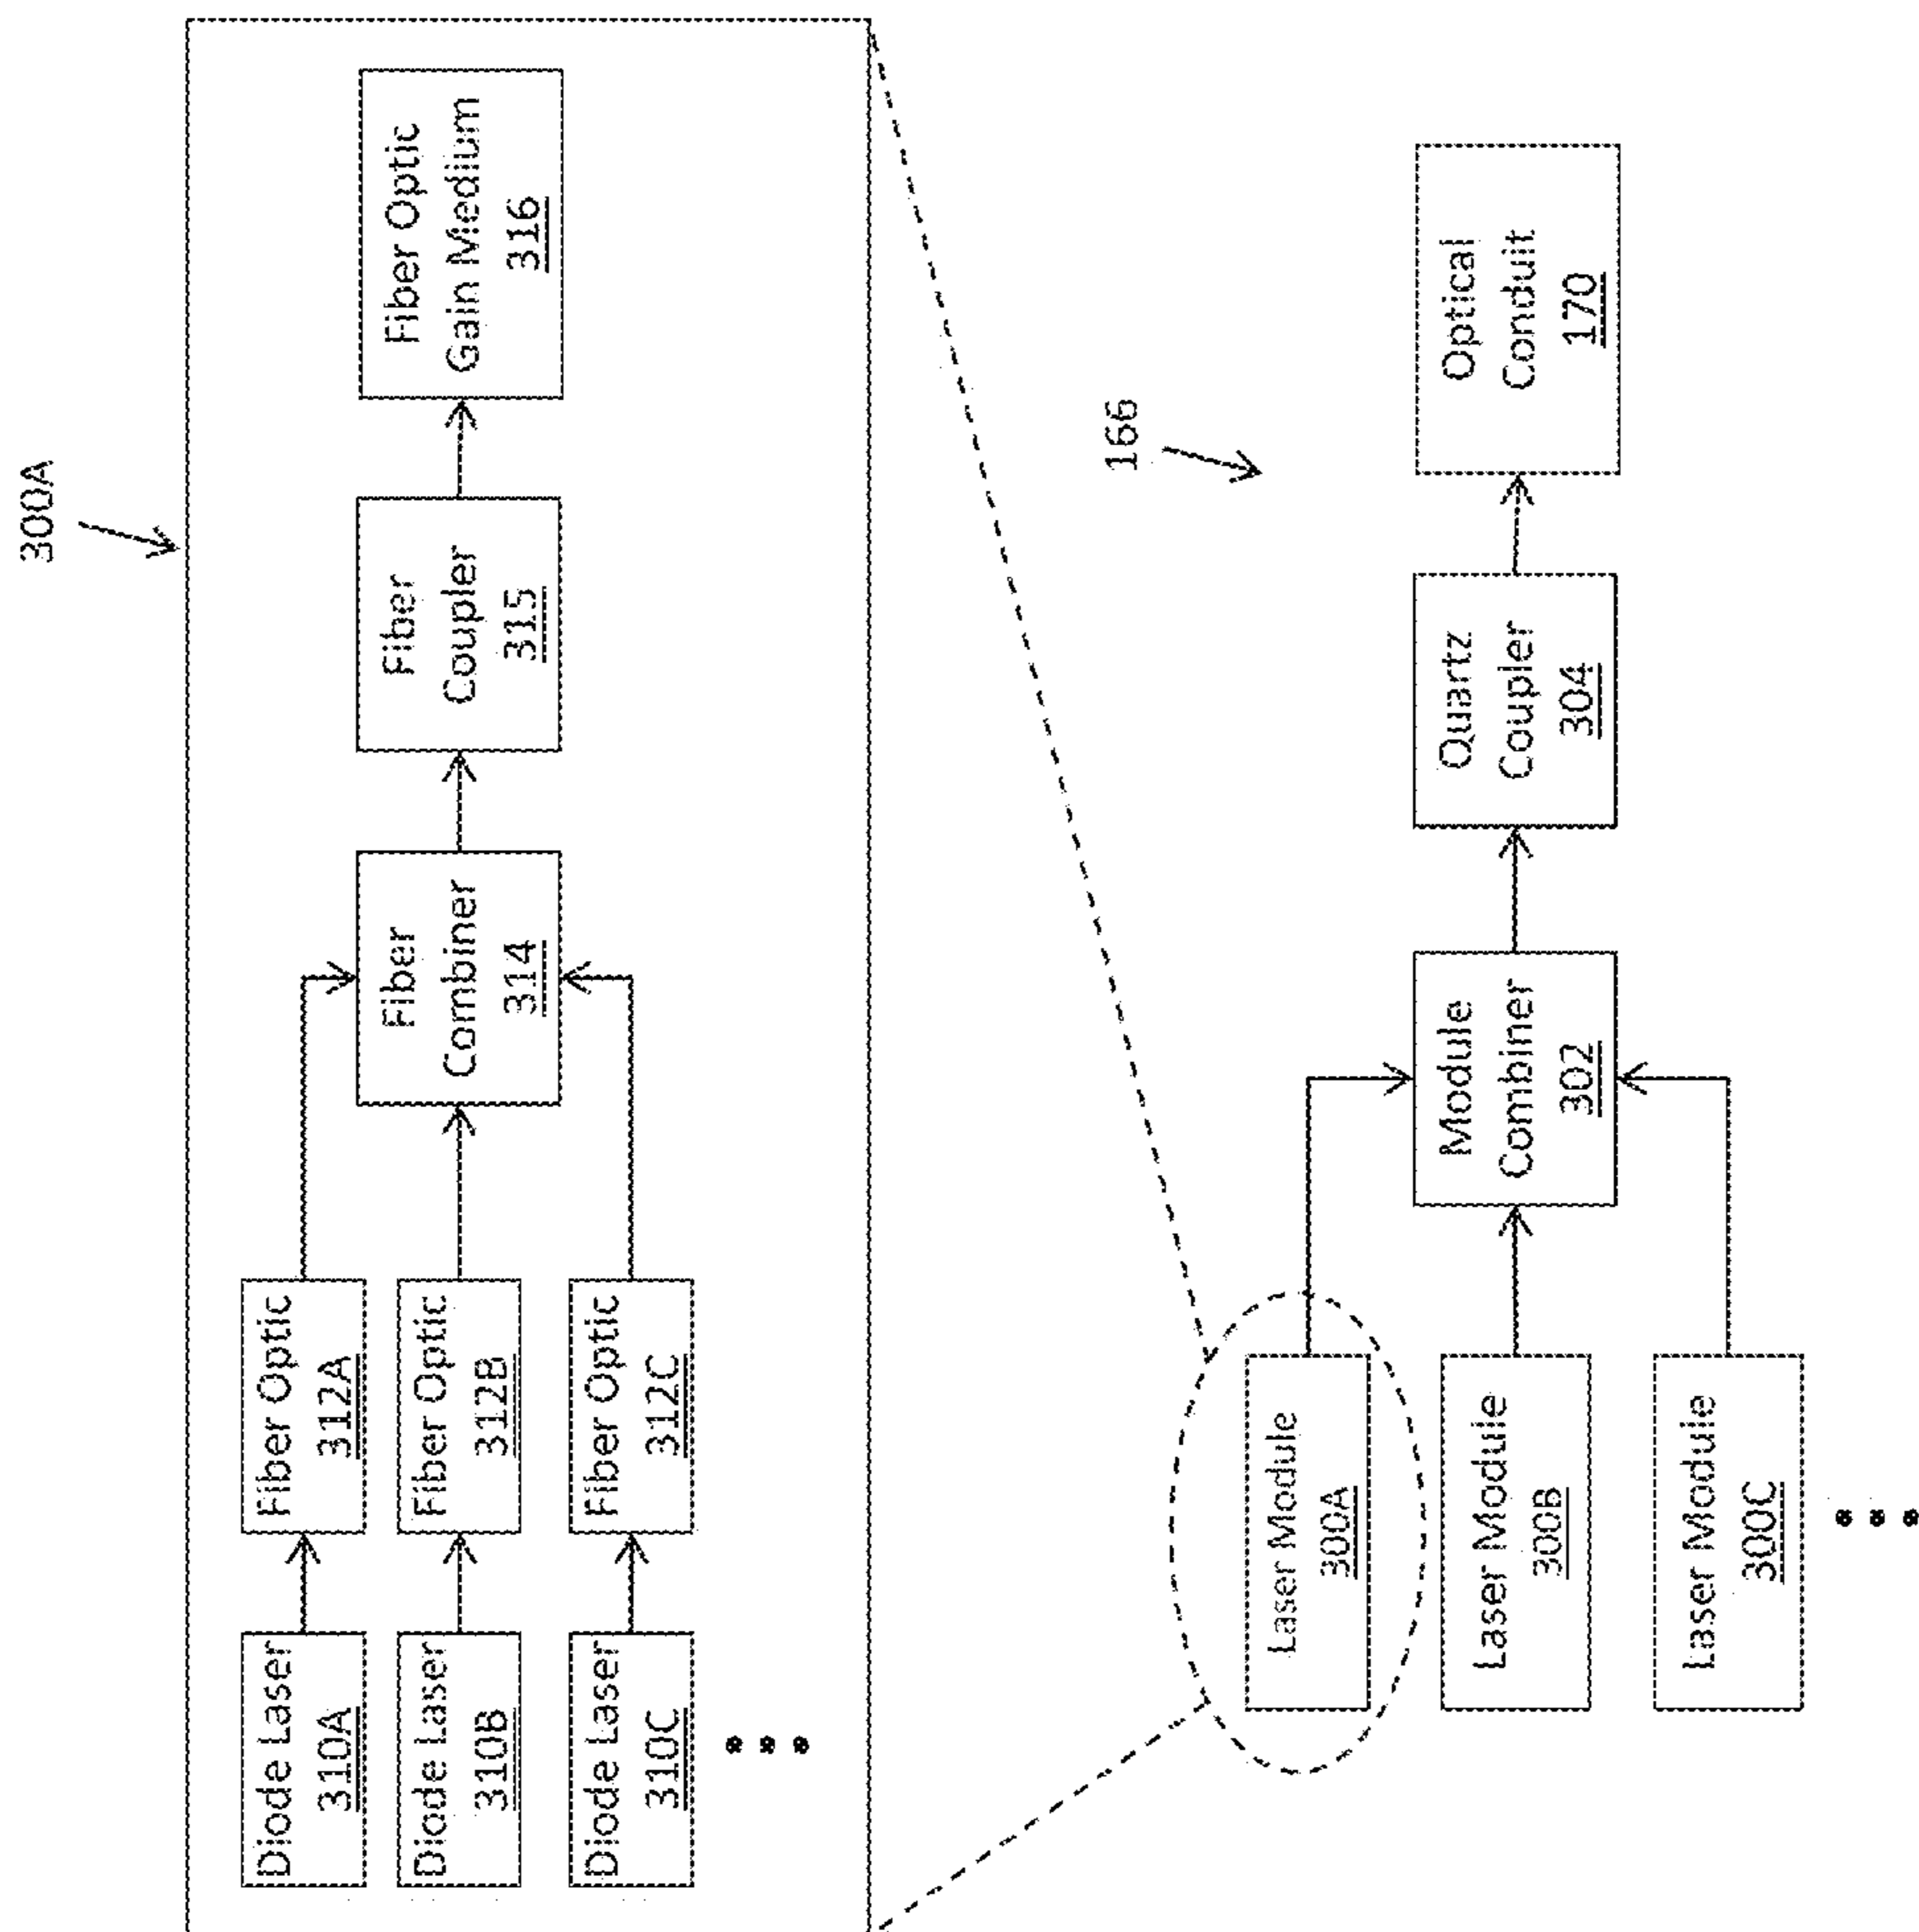 300A
Diode Laser
310A
Fiber Optic
312A
Diode Laser
310B
Fiber Optic
312B
Diode Laser
310C
Fiber Optic
312C
Fiber
Combiner
314
Fiber
Coupler
315
Fiber Optic
Gain Medium
316
166
Laser Module
300A
Laser Module
300B
Laser Module
300C
Module
Combiner
302
Quartz
Coupler
304
Optical
Conduit
170